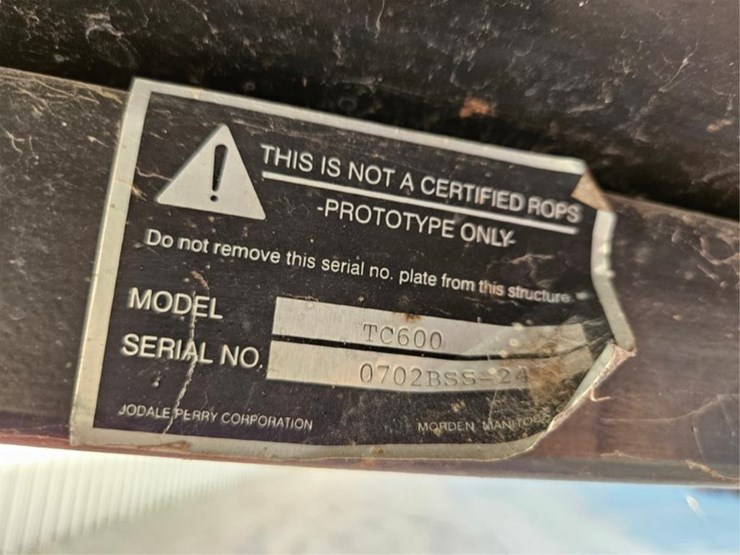 THIS IS NOT A CERTIFIED ROPS
-PROTOTYPE ONLY-
Do not remove this serial no. plate from this structure.
MODEL TC600
SERIAL NO. 0702BSS-24
JODALE PERRY CORPORATION MORDEN MANITOBA